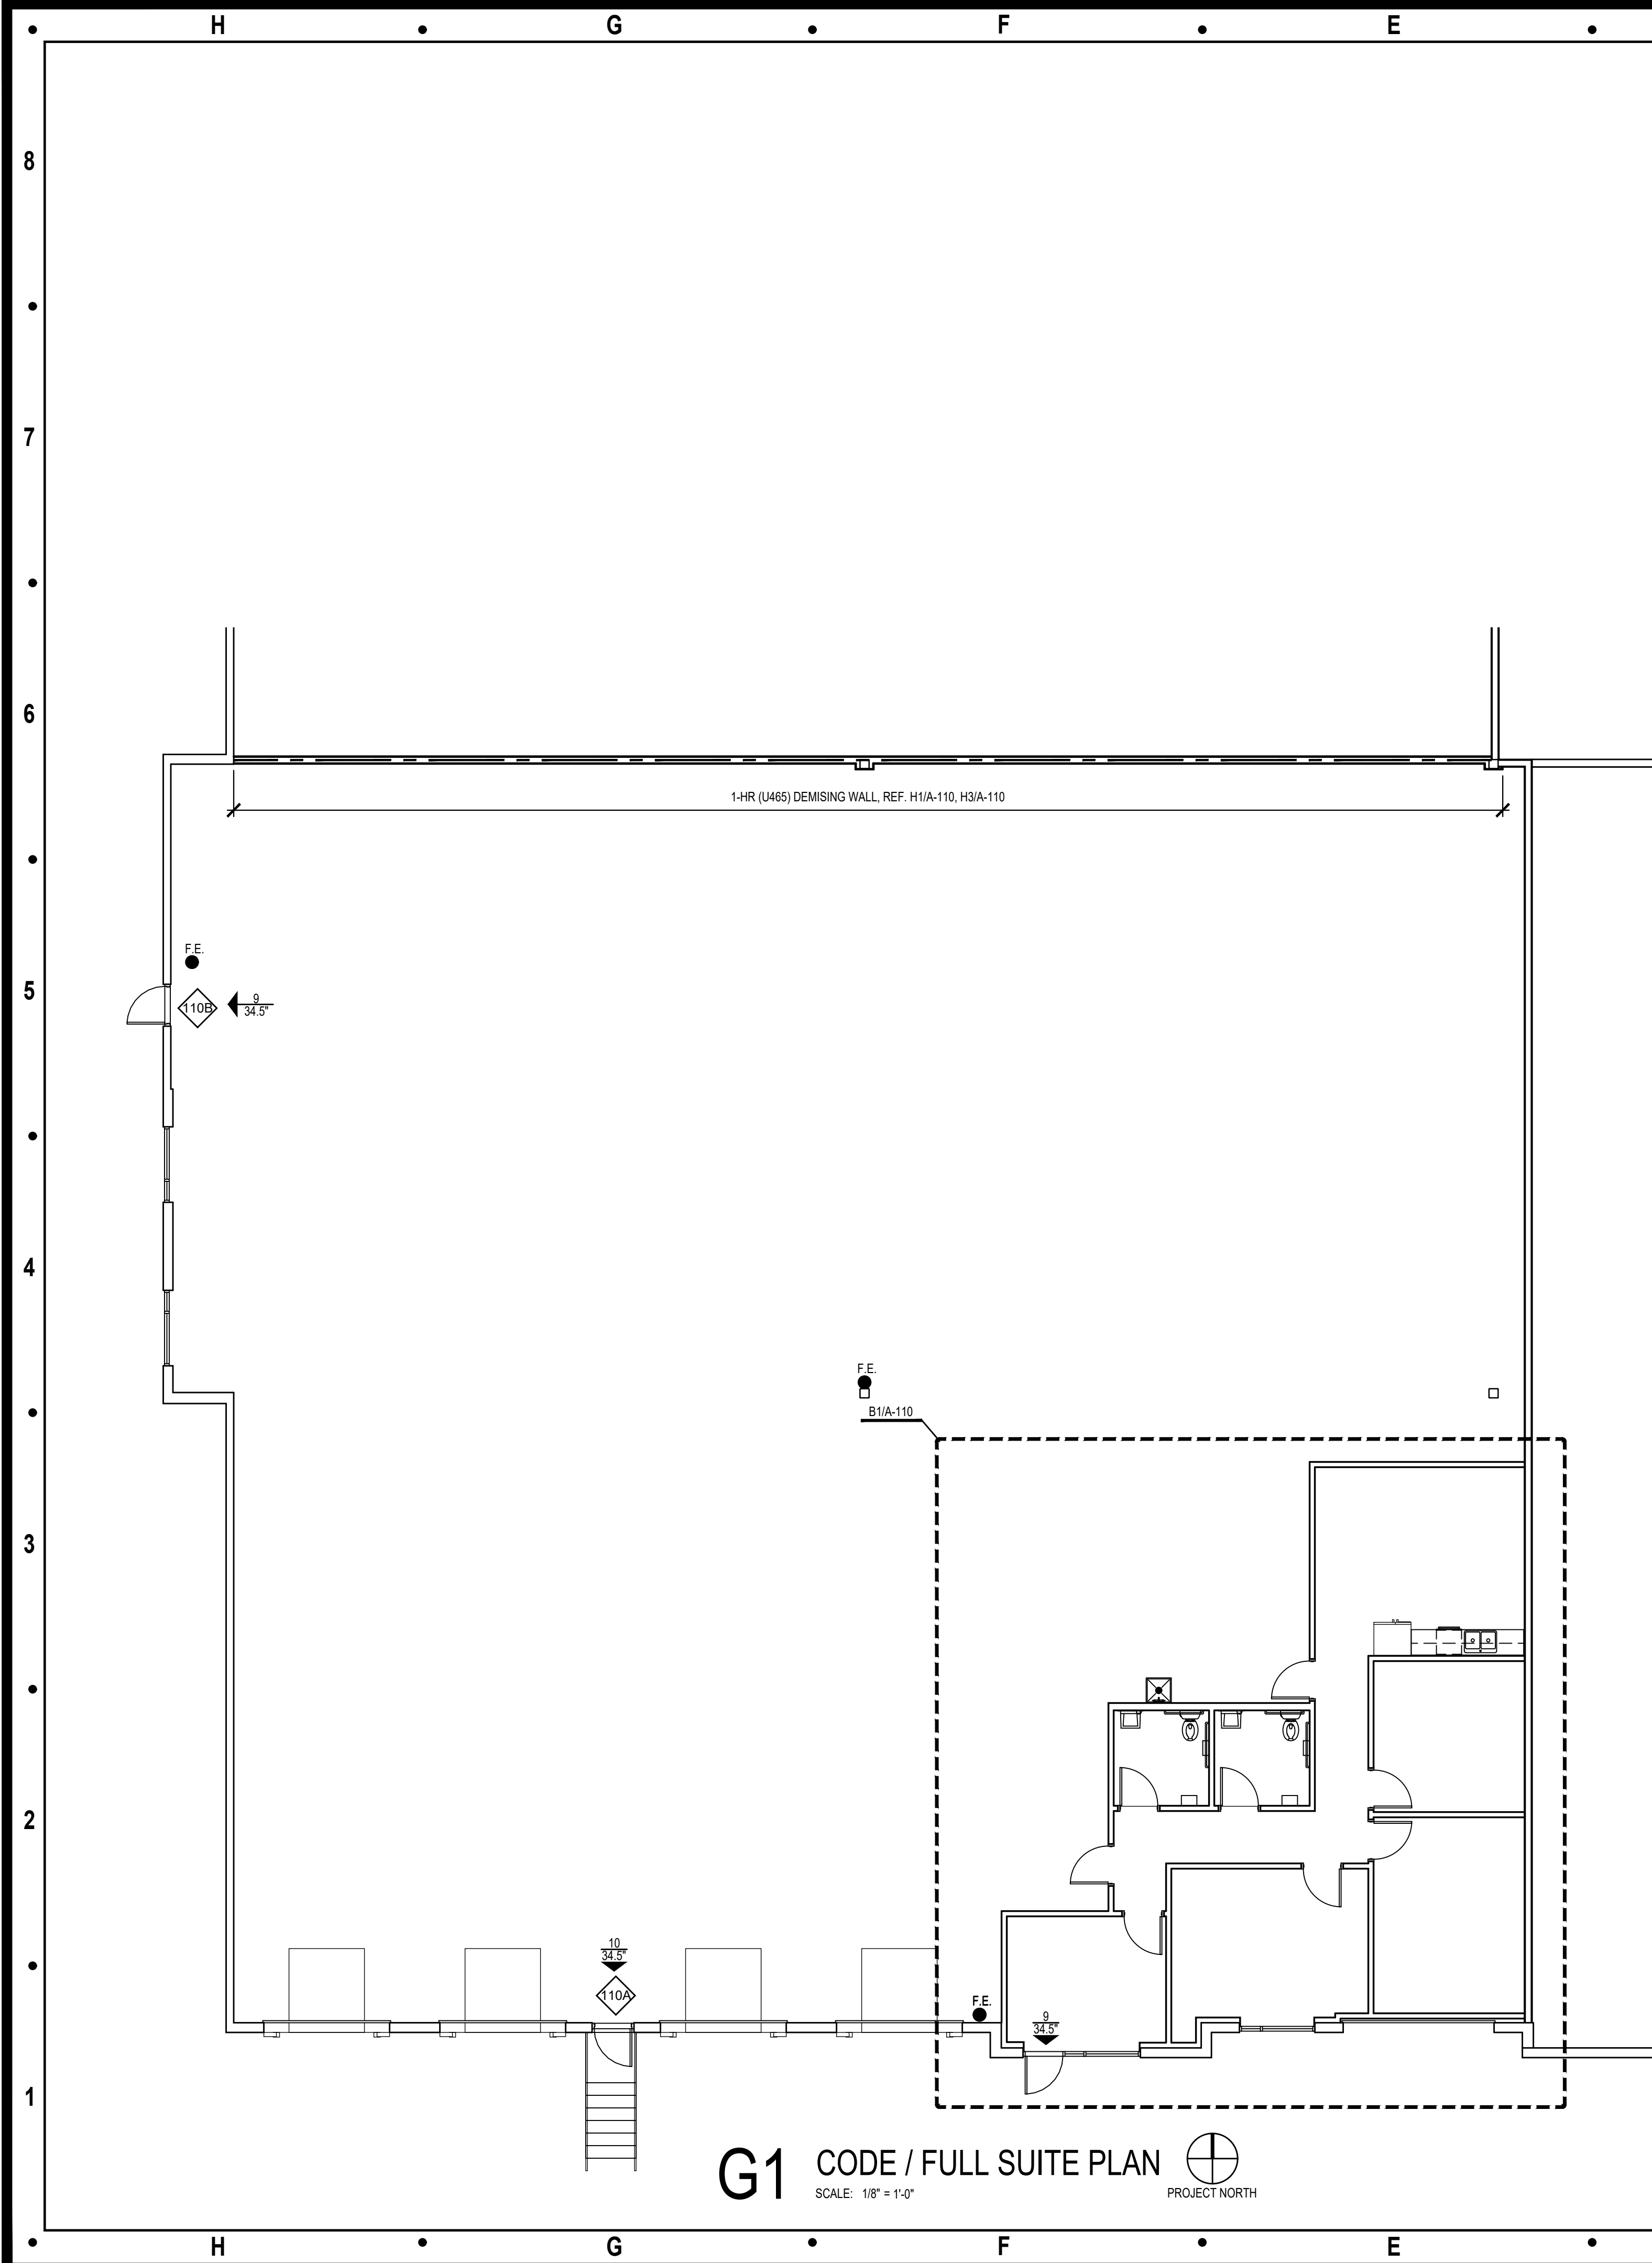 H G F E
8
7
6
1-HR (U465) DEMISING WALL, REF. H1/A-110, H3/A-110
F.E.
5
110B
9
34.5"
4
F.E.
B1/A-110
3
2
10
34.5"
110A
F.E.
9
34.5"
1
G1 CODE / FULL SUITE PLAN
SCALE: 1/8" = 1'-0"
PROJECT NORTH
H G F E